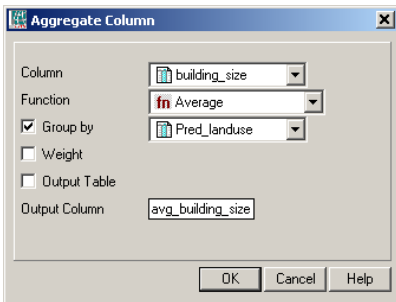 Aggregate Column
Column building_size
Function fn Average
Group by Pred_landuse
Weight
Output Table
Output Column avg_building_size
OK Cancel Help